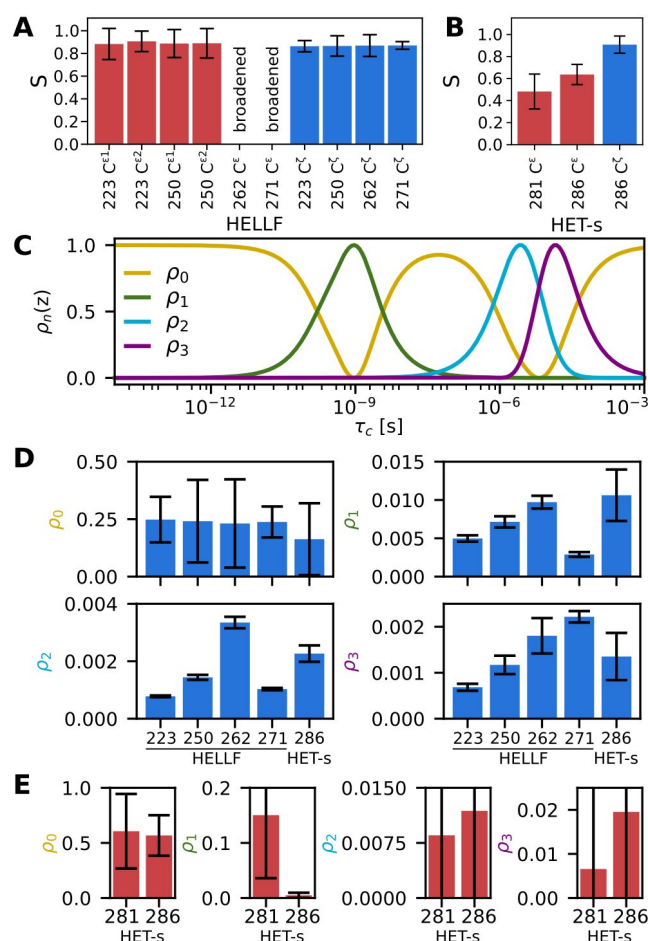 A
B
S
1.0
0.8
0.6
0.4
0.2
0.0
broadened
broadened
223 Cε1
223 Cε2
250 Cε1
250 Cε2
262 Cε
271 Cε
223 Cζ
250 Cζ
262 Cζ
271 Cζ
HELLF
S
1.0
0.8
0.6
0.4
0.2
0.0
281 Cε
286 Cε
286 Cζ
HET-s
C
ρn(z)
1.0
0.5
0.0
ρ0
ρ1
ρ2
ρ3
10−12 10−9 10−6 10−3
τc [s]
D
ρ0
0.50
0.25
0.00
ρ1
0.015
0.010
0.005
0.000
ρ2
0.004
0.002
0.000
223 250 262 271 286
HELLF HET-s
ρ3
0.002
0.001
0.000
223 250 262 271 286
HELLF HET-s
E
ρ0
1.0
0.5
0.0
281 286
HET-s
ρ1
0.2
0.1
0.0
281 286
HET-s
ρ2
0.0150
0.0075
0.0000
281 286
HET-s
ρ3
0.02
0.01
0.00
281 286
HET-s